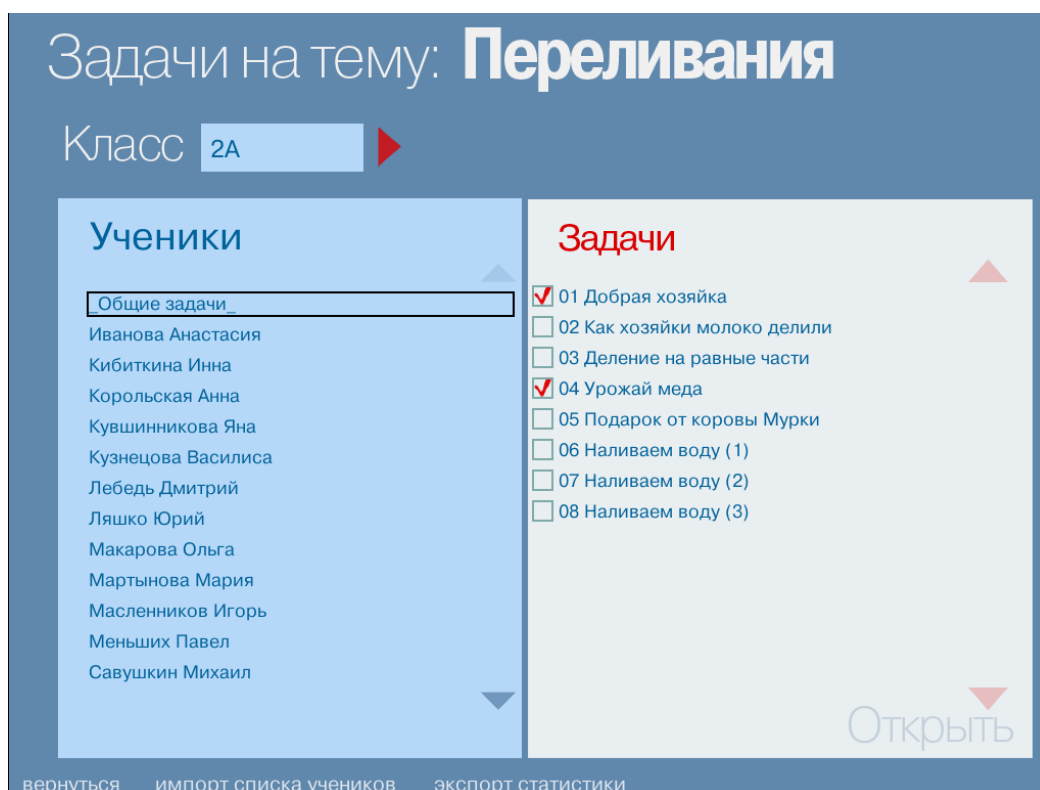 Задачи на тему: Переливания
Класс 2А
Ученики
_Общие задачи_
Иванова Анастасия
Кибиткина Инна
Корольская Анна
Кувшинникова Яна
Кузнецова Василиса
Лебедь Дмитрий
Ляшко Юрий
Макарова Ольга
Мартынова Мария
Масленников Игорь
Меньших Павел
Савушкин Михаил
Задачи
01 Добрая хозяйка
02 Как хозяйки молоко делили
03 Деление на равные части
04 Урожай меда
05 Подарок от коровы Мурки
06 Наливаем воду (1)
07 Наливаем воду (2)
08 Наливаем воду (3)
Открыть
вернуться импорт списка учеников экспорт статистики